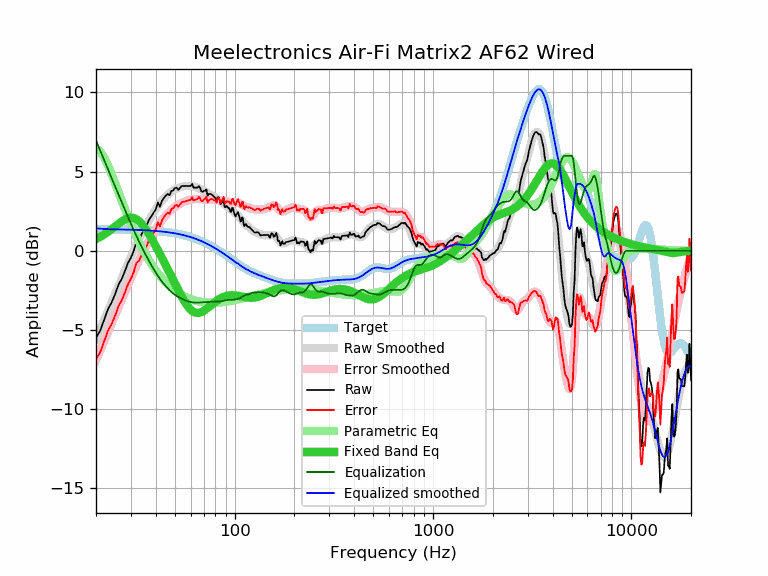 Meelectronics Air-Fi Matrix2 AF62 Wired
Amplitude (dBr)
10
5
0
−5
−10
−15
Target
Raw Smoothed
Error Smoothed
Raw
Error
Parametric Eq
Fixed Band Eq
Equalization
Equalized smoothed
100
1000
10000
Frequency (Hz)